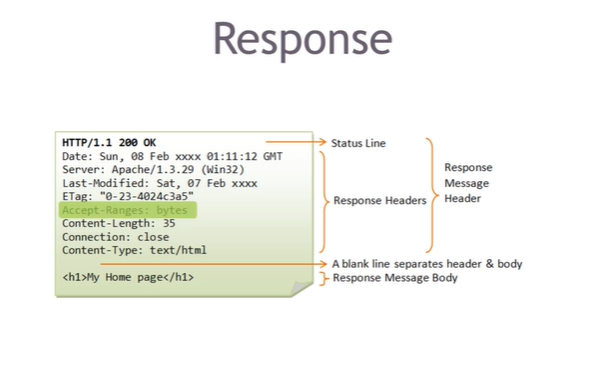 Response
HTTP/1.1 200 OK
Date: Sun, 08 Feb xxxx 01:11:12 GMT
Server: Apache/1.3.29 (Win32)
Last-Modified: Sat, 07 Feb xxxx
ETag: "0-23-4024c3a5"
Accept-Ranges: bytes
Content-Length: 35
Connection: close
Content-Type: text/html
<h1>My Home page</h1>
Status Line
Response Headers
Response
Message
Header
A blank line separates header & body
Response Message Body